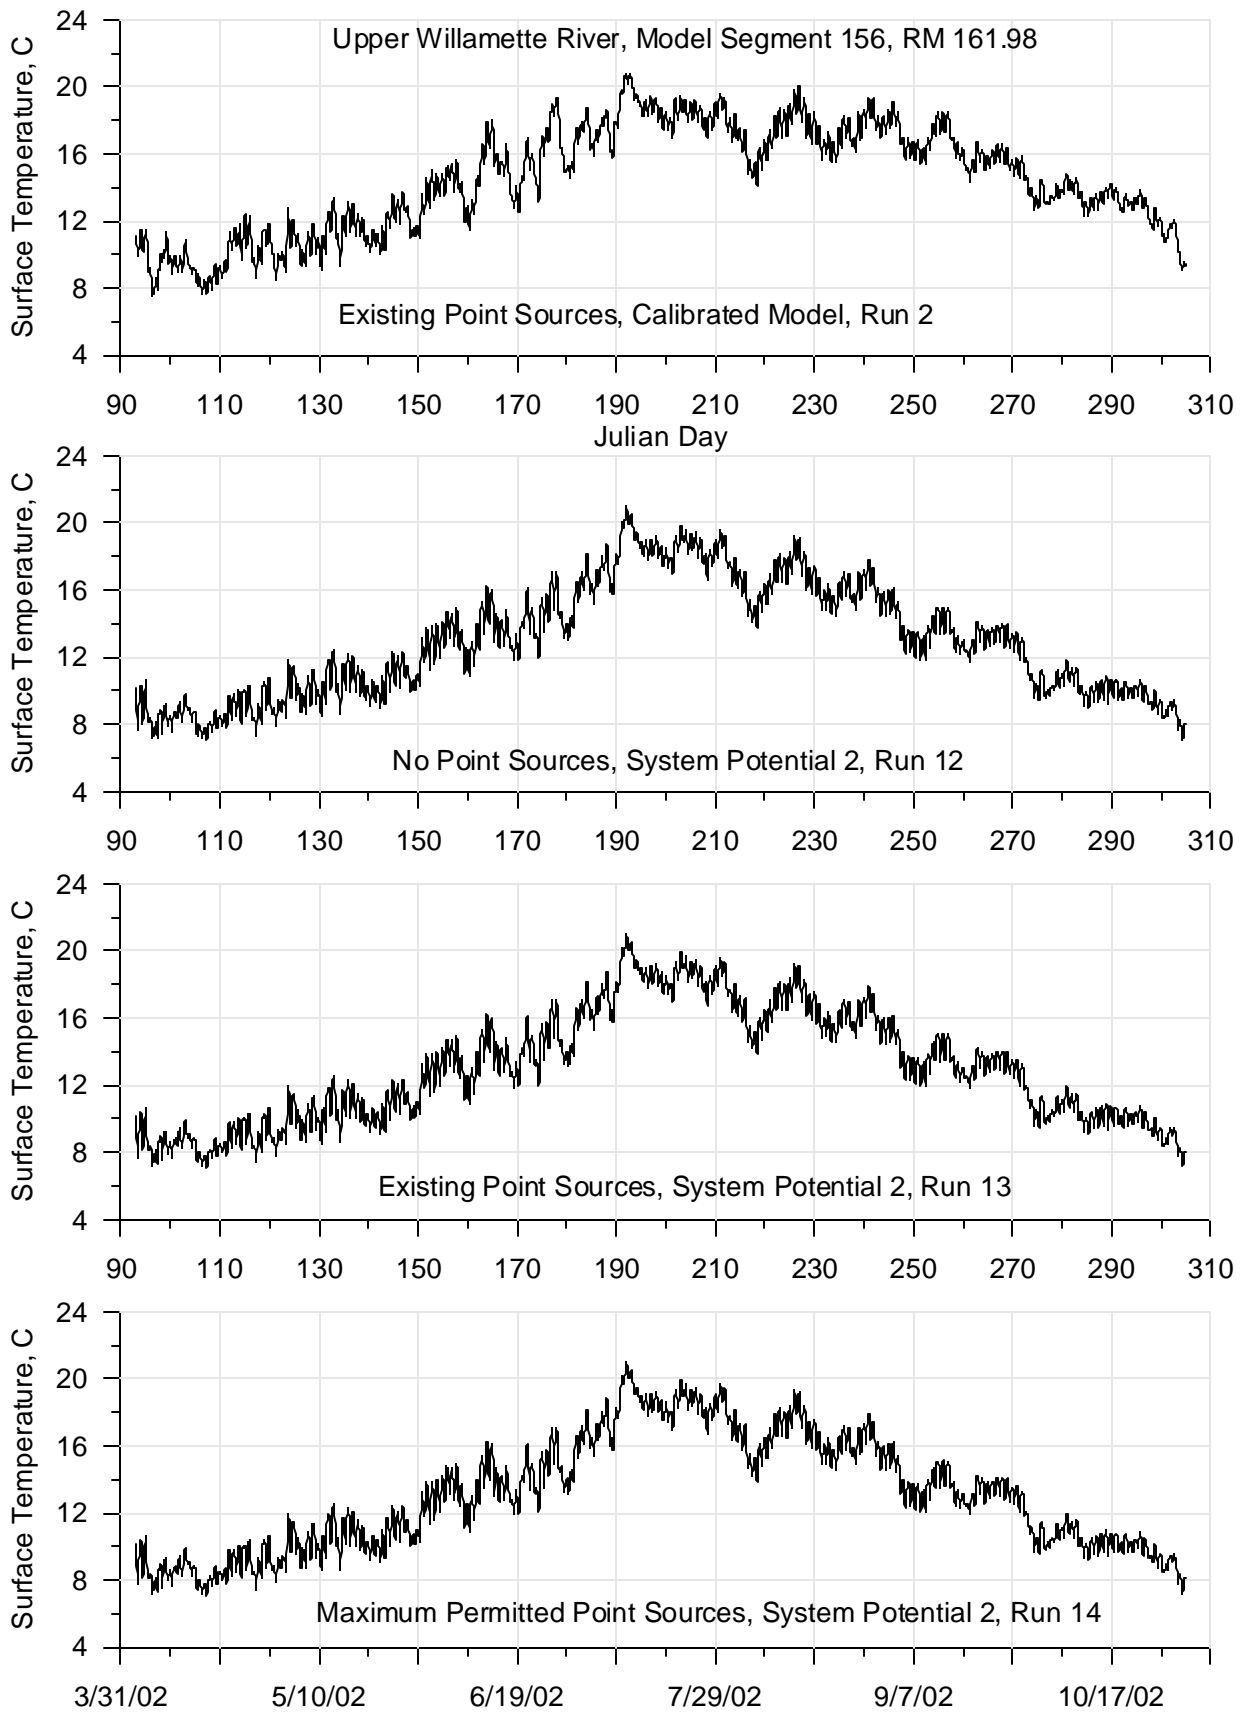 24
Upper Willamette River, Model Segment 156, RM 161.98
20
16
12
8
4
Surface Temperature, C
Existing Point Sources, Calibrated Model, Run 2
90 110 130 150 170 190 210 230 250 270 290 310
Julian Day
24
20
16
12
8
4
Surface Temperature, C
No Point Sources, System Potential 2, Run 12
90 110 130 150 170 190 210 230 250 270 290 310
24
20
16
12
8
4
Surface Temperature, C
Existing Point Sources, System Potential 2, Run 13
90 110 130 150 170 190 210 230 250 270 290 310
24
20
16
12
8
4
Surface Temperature, C
Maximum Permitted Point Sources, System Potential 2, Run 14
3/31/02 5/10/02 6/19/02 7/29/02 9/7/02 10/17/02